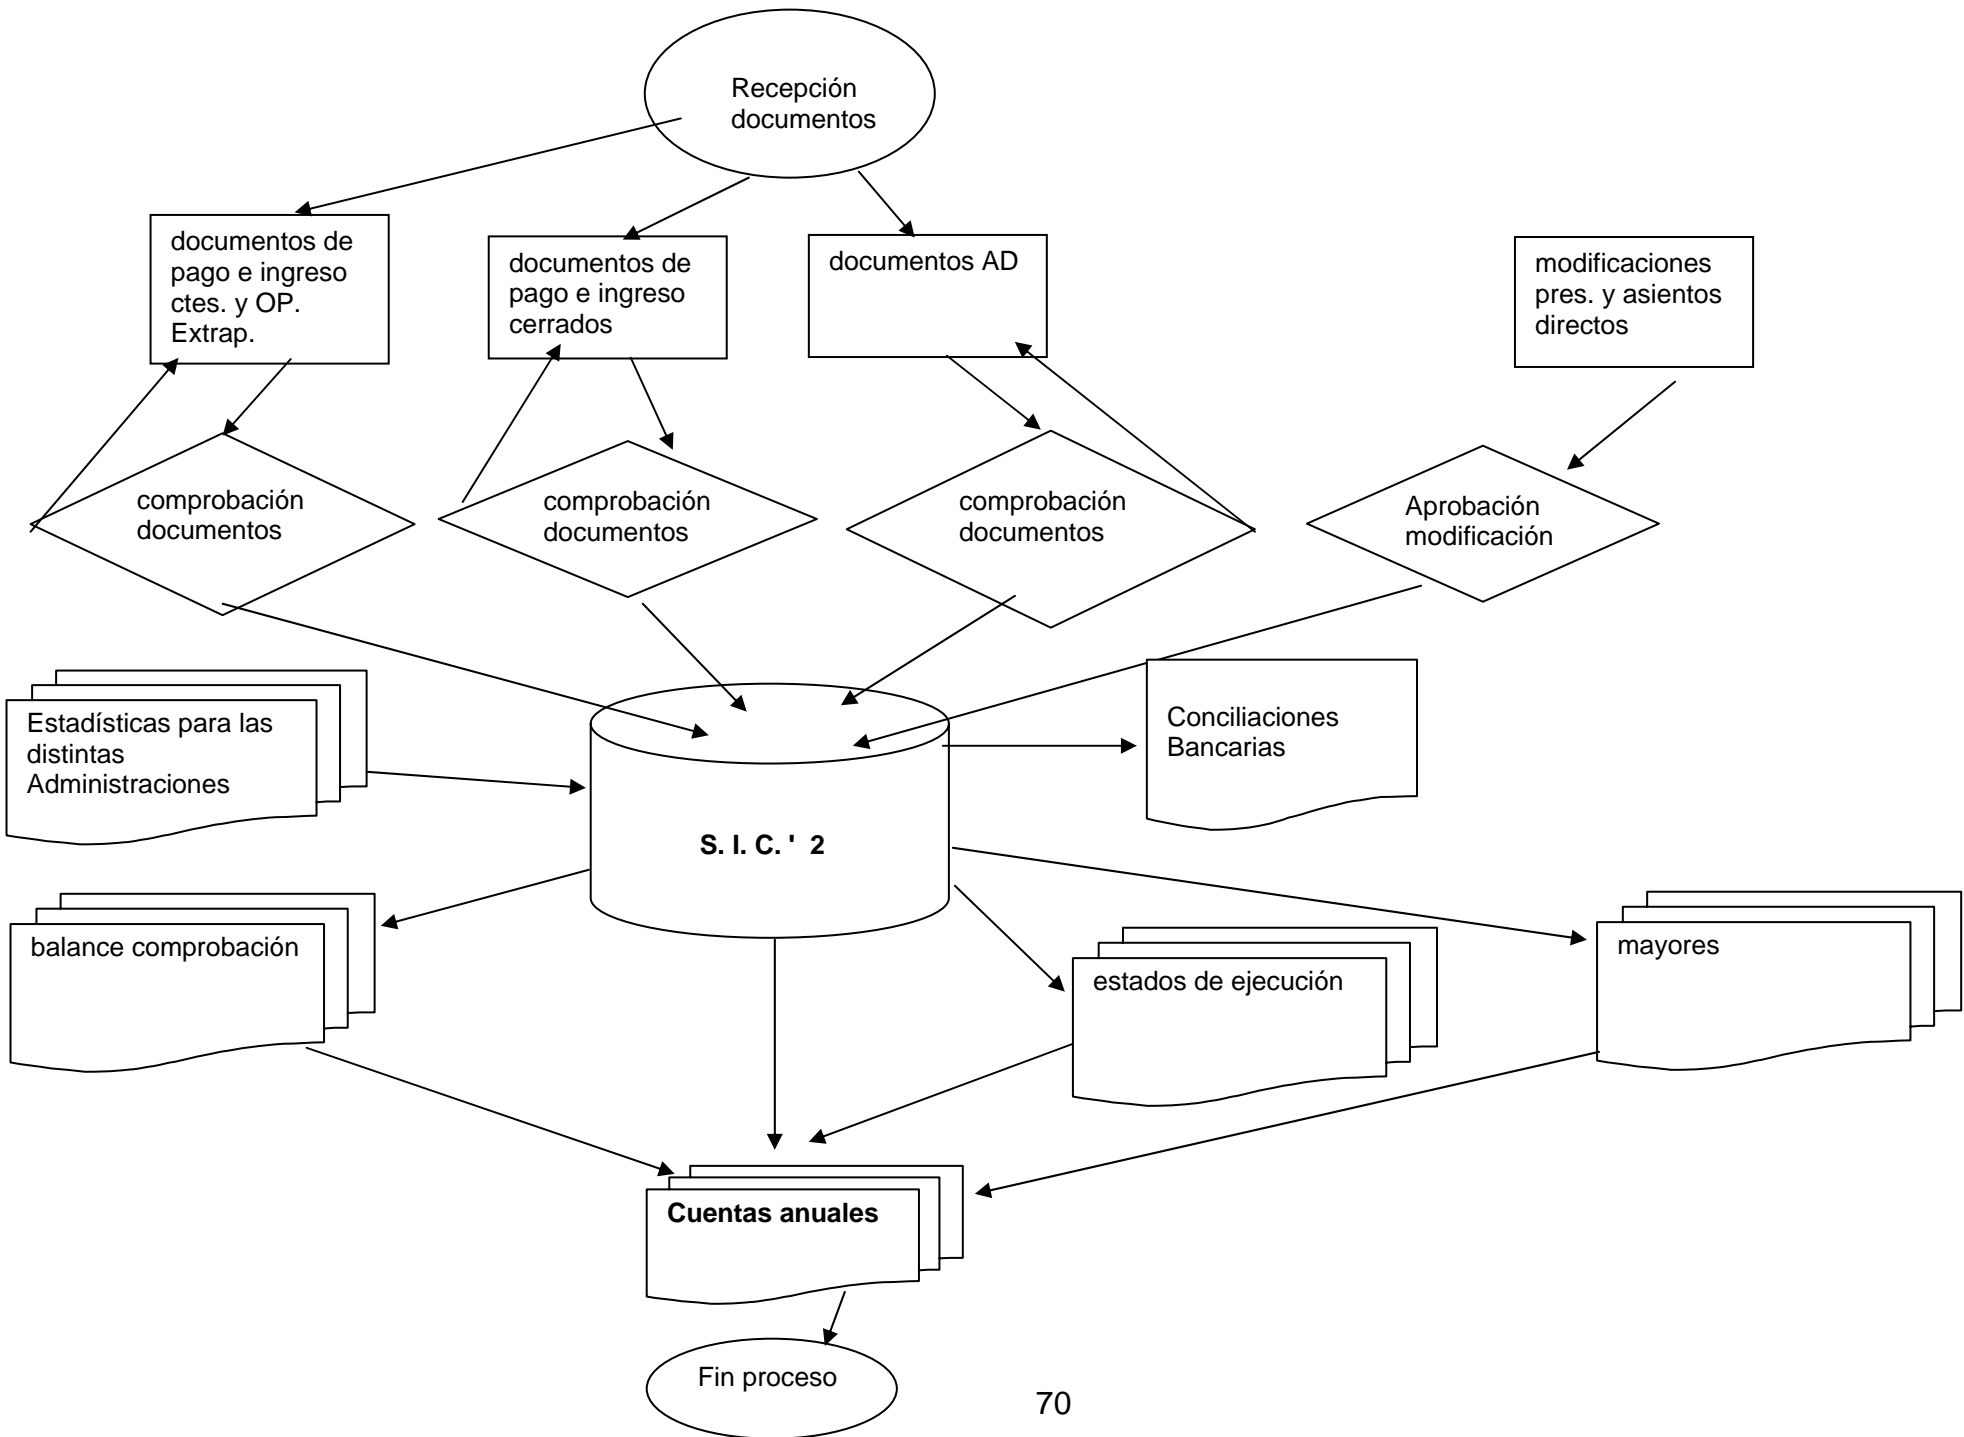 Recepción
documentos
documentos de
pago e ingreso
ctes. y OP.
Extrap.
documentos de
pago e ingreso
cerrados
documentos AD
modificaciones
pres. y asientos
directos
comprobación
documentos
comprobación
documentos
comprobación
documentos
Aprobación
modificación
Estadísticas para las
distintas
Administraciones
S. I. C. ' 2
Conciliaciones
Bancarias
balance comprobación
estados de ejecución
mayores
Cuentas anuales
Fin proceso
70